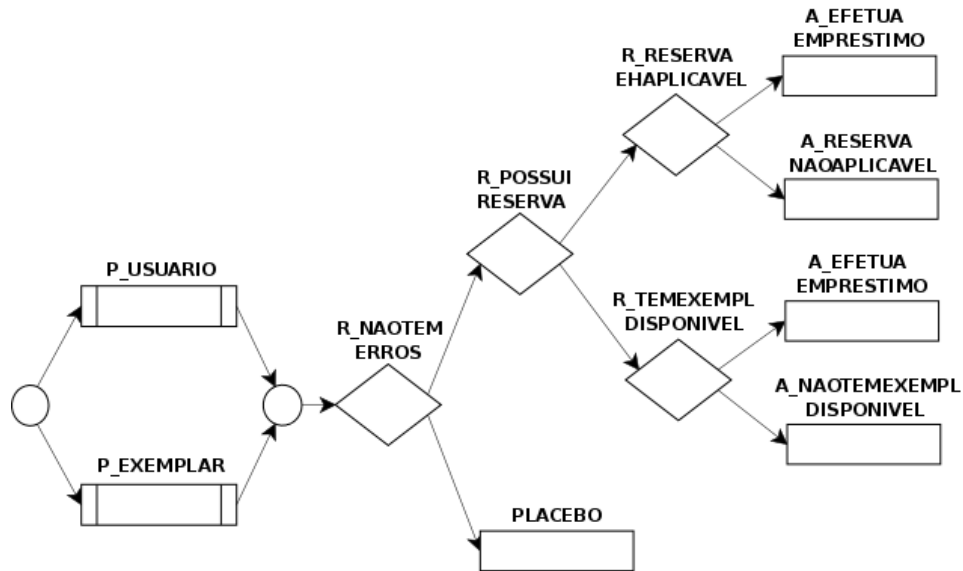 A_EFETUA
EMPRESTIMO
R_RESERVA
EHAPLICAVEL
A_RESERVA
NAOAPLICAVEL
R_POSSUI
RESERVA
P_USUARIO
A_EFETUA
EMPRESTIMO
R_TEMEXEMPL
DISPONIVEL
R_NAOTEM
ERROS
A_NAOTEMEXEMPL
DISPONIVEL
P_EXEMPLAR
PLACEBO